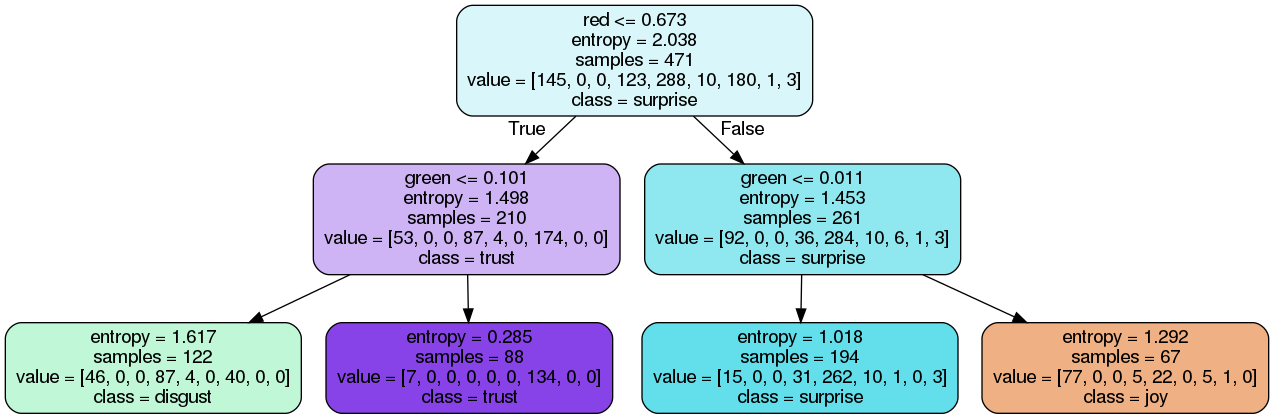 red <= 0.673
entropy = 2.038
samples = 471
value = [145, 0, 0, 123, 288, 10, 180, 1, 3]
class = surprise
True
False
green <= 0.101
entropy = 1.498
samples = 210
value = [53, 0, 0, 87, 4, 0, 174, 0, 0]
class = trust
green <= 0.011
entropy = 1.453
samples = 261
value = [92, 0, 0, 36, 284, 10, 6, 1, 3]
class = surprise
entropy = 1.617
samples = 122
value = [46, 0, 0, 87, 4, 0, 40, 0, 0]
class = disgust
entropy = 0.285
samples = 88
value = [7, 0, 0, 0, 0, 0, 134, 0, 0]
class = trust
entropy = 1.018
samples = 194
value = [15, 0, 0, 31, 262, 10, 1, 0, 3]
class = surprise
entropy = 1.292
samples = 67
value = [77, 0, 0, 5, 22, 0, 5, 1, 0]
class = joy